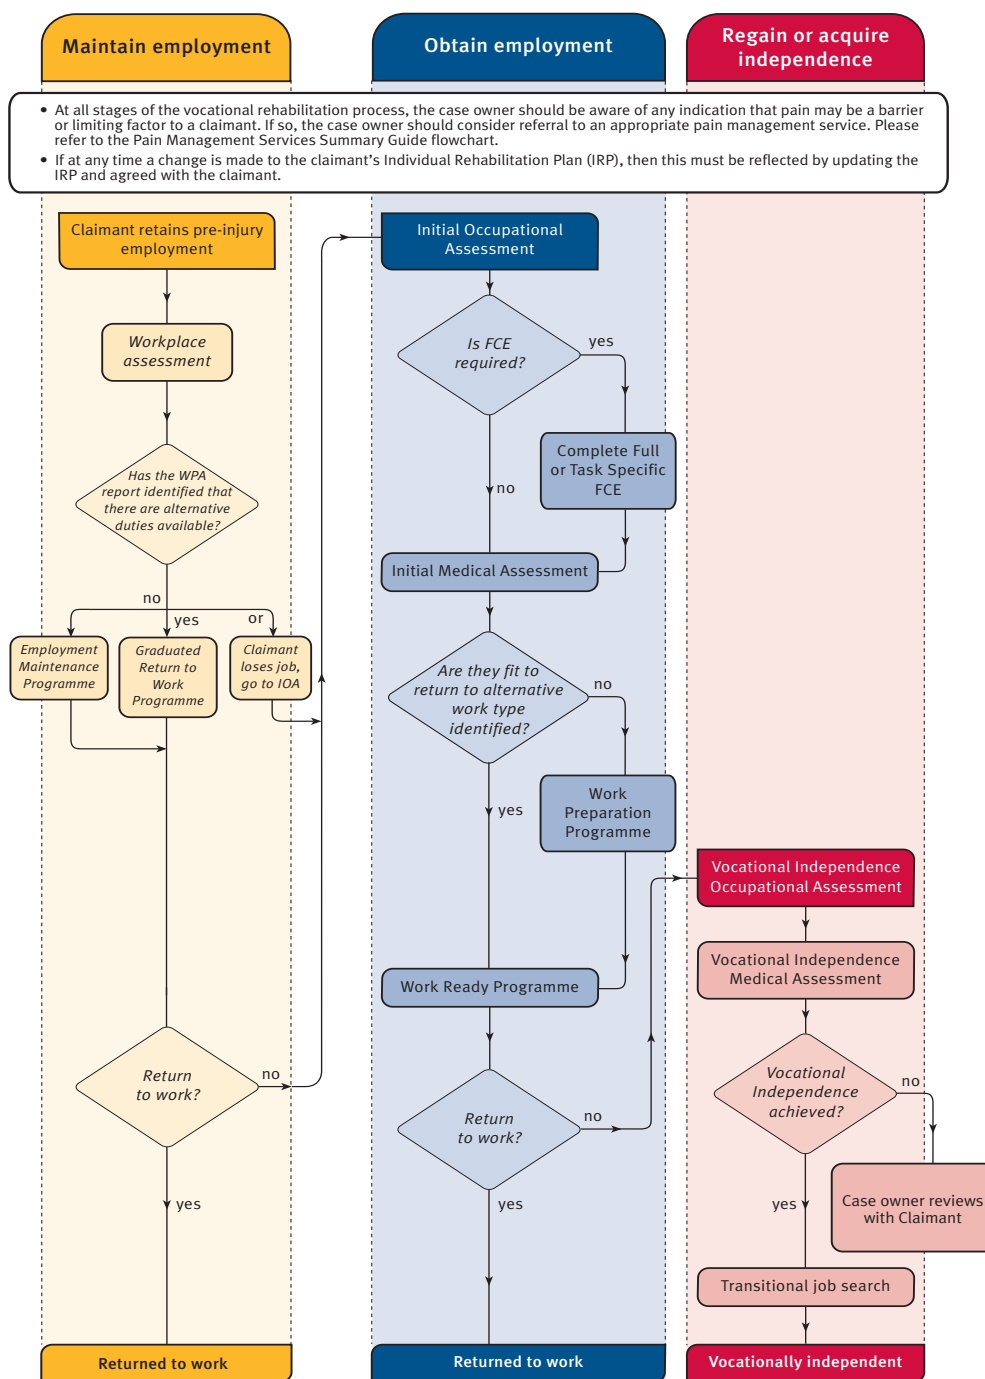 Maintain employment
Obtain employment
Regain or acquire
independence
• At all stages of the vocational rehabilitation process, the case owner should be aware of any indication that pain may be a barrier
or limiting factor to a claimant. If so, the case owner should consider referral to an appropriate pain management service. Please
refer to the Pain Management Services Summary Guide flowchart.
• If at any time a change is made to the claimant's Individual Rehabilitation Plan (IRP), then this must be reflected by updating the
IRP and agreed with the claimant.
Claimant retains pre-injury
employment
Workplace
assessment
Has the WPA
report identified that
there are alternative
duties available?
no
yes
or
Employment
Maintenance
Programme
Graduated
Return to
Work
Programme
Claimant
loses job,
go to IOA
Return
to work?
no
yes
Returned to work
Initial Occupational
Assessment
Is FCE
required?
yes
Complete Full
or Task Specific
FCE
no
Initial Medical Assessment
Are they fit to
return to alternative
work type
identified?
no
yes
Work
Preparation
Programme
Work Ready Programme
Return
to work?
no
yes
Returned to work
Vocational Independence
Occupational Assessment
Vocational Independence
Medical Assessment
Vocational
Independence
achieved?
no
yes
Case owner reviews
with Claimant
Transitional job search
Vocationally independent